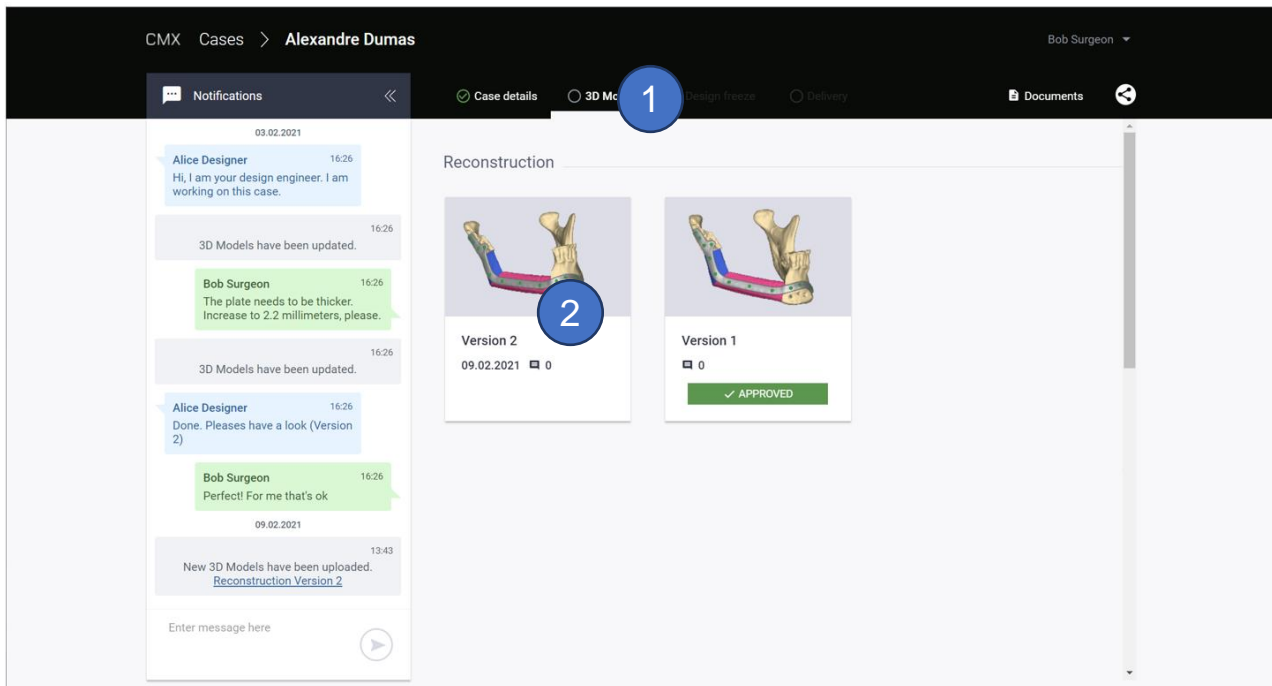 CMX Cases > Alexandre Dumas
Bob Surgeon
Notifications
Case details
3D Mo
1
Design freeze
Delivery
Documents
03.02.2021
Alice Designer 16:26
Hi, I am your design engineer. I am
working on this case.
16:26
3D Models have been updated.
Bob Surgeon 16:26
The plate needs to be thicker.
Increase to 2.2 millimeters, please.
16:26
3D Models have been updated.
Alice Designer 16:26
Done. Pleases have a look (Version
2)
Bob Surgeon 16:26
Perfect! For me that's ok
09.02.2021
13:43
New 3D Models have been uploaded.
Reconstruction Version 2
Enter message here
Reconstruction
2
Version 2
09.02.2021 0
Version 1
0
✓ APPROVED